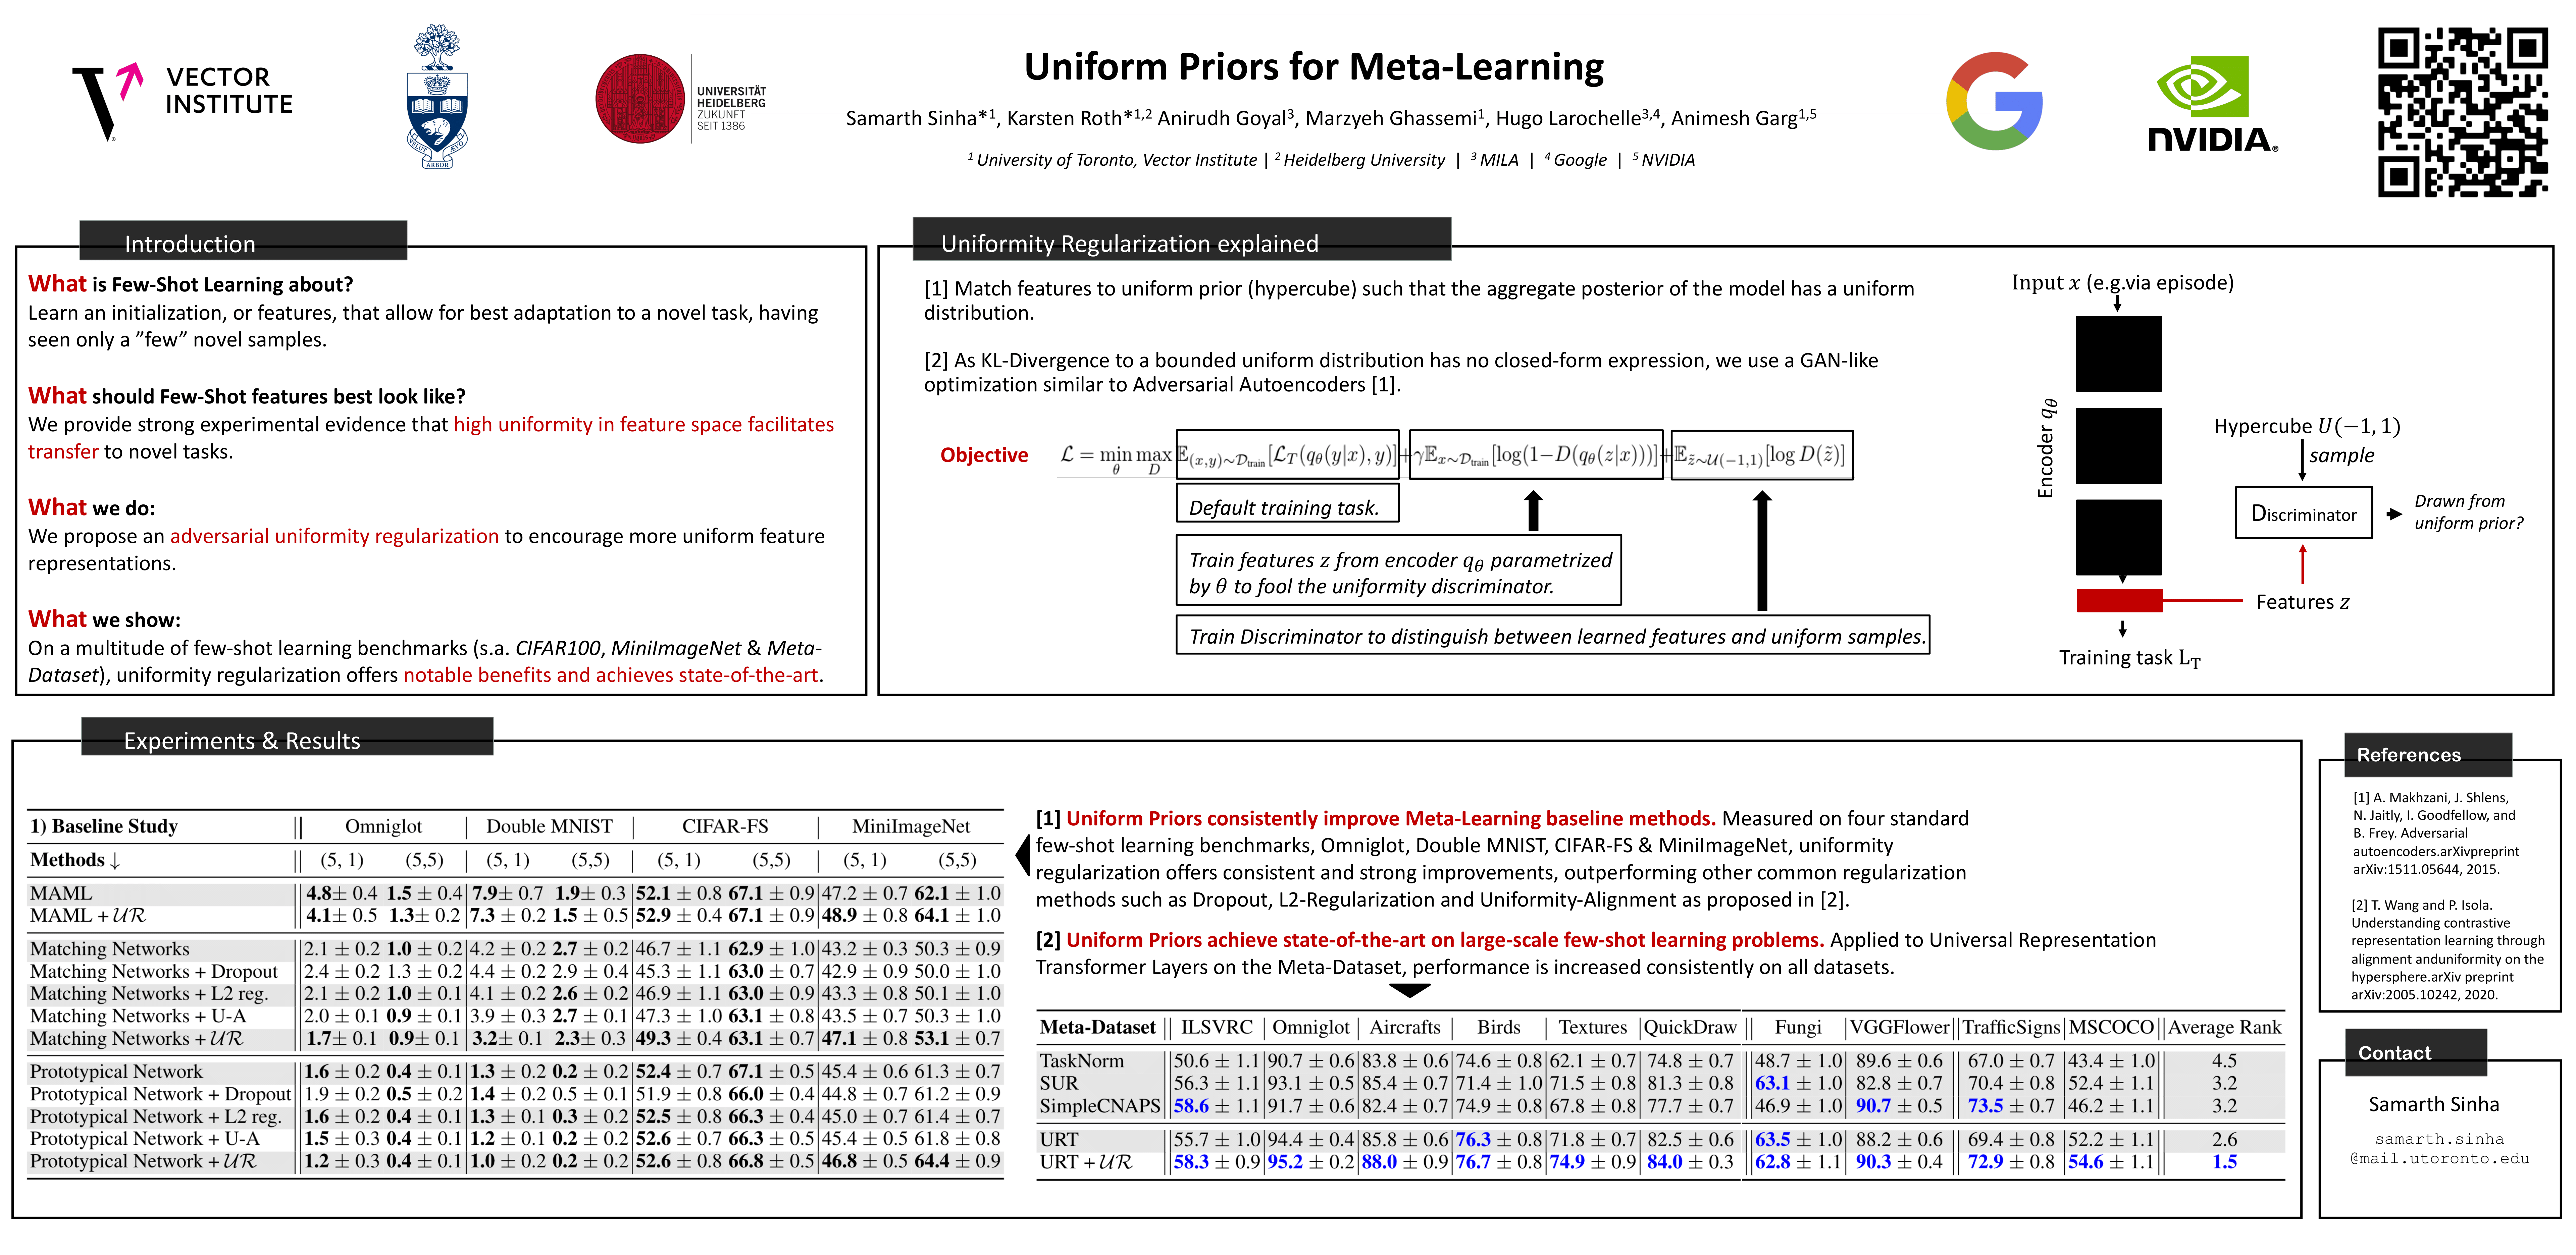 VECTOR
INSTITUTE
VELUT
ÆVO
ARBOR
UNIVERSITÄT
HEIDELBERG
ZUKUNFT
SEIT 1386
Uniform Priors for Meta-Learning
Samarth Sinha*1, Karsten Roth*1,2 Anirudh Goyal3, Marzyeh Ghassemi1, Hugo Larochelle3,4, Animesh Garg1,5
1 University of Toronto, Vector Institute | 2 Heidelberg University | 3 MILA | 4 Google | 5 NVIDIA
NVIDIA.
Introduction
What is Few-Shot Learning about?
Learn an initialization, or features, that allow for best adaptation to a novel task, having
seen only a ”few” novel samples.
What should Few-Shot features best look like?
We provide strong experimental evidence that high uniformity in feature space facilitates
transfer to novel tasks.
What we do:
We propose an adversarial uniformity regularization to encourage more uniform feature
representations.
What we show:
On a multitude of few-shot learning benchmarks (s.a. CIFAR100, MiniImageNet & Meta-
Dataset), uniformity regularization offers notable benefits and achieves state-of-the-art.
Uniformity Regularization explained
[1] Match features to uniform prior (hypercube) such that the aggregate posterior of the model has a uniform
distribution.
[2] As KL-Divergence to a bounded uniform distribution has no closed-form expression, we use a GAN-like
optimization similar to Adversarial Autoencoders [1].
Objective ℒ = min_θ max_D 𝔼_{(x,y)∼𝒟_train}[ℒ_T(q_θ(y|x), y)]+γ𝔼_{x∼𝒟_train}[log(1−D(q_θ(z|x)))]+𝔼_{z̃∼𝒰(−1,1)}[log D(z̃)]
Default training task.
Train features z from encoder q_θ parametrized
by θ to fool the uniformity discriminator.
Train Discriminator to distinguish between learned features and uniform samples.
Input x (e.g.via episode)
Encoder q_θ
Hypercube U(−1, 1)
sample
Discriminator
Drawn from
uniform prior?
Features z
Training task L_T
Experiments & Results
1) Baseline Study Omniglot Double MNIST CIFAR-FS MiniImageNet
Methods ↓ (5, 1) (5,5) (5, 1) (5,5) (5, 1) (5,5) (5, 1) (5,5)
MAML 4.8± 0.4 1.5 ± 0.4 7.9± 0.7 1.9± 0.3 52.1 ± 0.8 67.1 ± 0.9 47.2 ± 0.7 62.1 ± 1.0
MAML + 𝒰ℛ 4.1± 0.5 1.3± 0.2 7.3 ± 0.2 1.5 ± 0.5 52.9 ± 0.4 67.1 ± 0.9 48.9 ± 0.8 64.1 ± 1.0
Matching Networks 2.1 ± 0.2 1.0 ± 0.2 4.2 ± 0.2 2.7 ± 0.2 46.7 ± 1.1 62.9 ± 1.0 43.2 ± 0.3 50.3 ± 0.9
Matching Networks + Dropout 2.4 ± 0.2 1.3 ± 0.2 4.4 ± 0.2 2.9 ± 0.4 45.3 ± 1.1 63.0 ± 0.7 42.9 ± 0.9 50.0 ± 1.0
Matching Networks + L2 reg. 2.1 ± 0.2 1.0 ± 0.1 4.1 ± 0.2 2.6 ± 0.2 46.9 ± 1.1 63.0 ± 0.9 43.3 ± 0.8 50.1 ± 1.0
Matching Networks + U-A 2.0 ± 0.1 0.9 ± 0.1 3.9 ± 0.3 2.7 ± 0.1 47.3 ± 1.0 63.1 ± 0.8 43.5 ± 0.7 50.3 ± 1.0
Matching Networks + 𝒰ℛ 1.7± 0.1 0.9± 0.1 3.2± 0.1 2.3± 0.3 49.3 ± 0.4 63.1 ± 0.7 47.1 ± 0.8 53.1 ± 0.7
Prototypical Network 1.6 ± 0.2 0.4 ± 0.1 1.3 ± 0.2 0.2 ± 0.2 52.4 ± 0.7 67.1 ± 0.5 45.4 ± 0.6 61.3 ± 0.7
Prototypical Network + Dropout 1.9 ± 0.2 0.5 ± 0.2 1.4 ± 0.2 0.5 ± 0.1 51.9 ± 0.8 66.0 ± 0.4 44.8 ± 0.7 61.2 ± 0.9
Prototypical Network + L2 reg. 1.6 ± 0.2 0.4 ± 0.1 1.3 ± 0.1 0.3 ± 0.2 52.5 ± 0.8 66.3 ± 0.4 45.0 ± 0.7 61.4 ± 0.7
Prototypical Network + U-A 1.5 ± 0.3 0.4 ± 0.1 1.2 ± 0.1 0.2 ± 0.2 52.6 ± 0.7 66.3 ± 0.5 45.4 ± 0.5 61.8 ± 0.8
Prototypical Network + 𝒰ℛ 1.2 ± 0.3 0.4 ± 0.1 1.0 ± 0.2 0.2 ± 0.2 52.6 ± 0.8 66.8 ± 0.5 46.8 ± 0.5 64.4 ± 0.9
[1] Uniform Priors consistently improve Meta-Learning baseline methods. Measured on four standard
few-shot learning benchmarks, Omniglot, Double MNIST, CIFAR-FS & MiniImageNet, uniformity
regularization offers consistent and strong improvements, outperforming other common regularization
methods such as Dropout, L2-Regularization and Uniformity-Alignment as proposed in [2].
[2] Uniform Priors achieve state-of-the-art on large-scale few-shot learning problems. Applied to Universal Representation
Transformer Layers on the Meta-Dataset, performance is increased consistently on all datasets.
Meta-Dataset ILSVRC Omniglot Aircrafts Birds Textures QuickDraw Fungi VGGFlower TrafficSigns MSCOCO Average Rank
TaskNorm 50.6 ± 1.1 90.7 ± 0.6 83.8 ± 0.6 74.6 ± 0.8 62.1 ± 0.7 74.8 ± 0.7 48.7 ± 1.0 89.6 ± 0.6 67.0 ± 0.7 43.4 ± 1.0 4.5
SUR 56.3 ± 1.1 93.1 ± 0.5 85.4 ± 0.7 71.4 ± 1.0 71.5 ± 0.8 81.3 ± 0.8 63.1 ± 1.0 82.8 ± 0.7 70.4 ± 0.8 52.4 ± 1.1 3.2
SimpleCNAPS 58.6 ± 1.1 91.7 ± 0.6 82.4 ± 0.7 74.9 ± 0.8 67.8 ± 0.8 77.7 ± 0.7 46.9 ± 1.0 90.7 ± 0.5 73.5 ± 0.7 46.2 ± 1.1 3.2
URT 55.7 ± 1.0 94.4 ± 0.4 85.8 ± 0.6 76.3 ± 0.8 71.8 ± 0.7 82.5 ± 0.6 63.5 ± 1.0 88.2 ± 0.6 69.4 ± 0.8 52.2 ± 1.1 2.6
URT + 𝒰ℛ 58.3 ± 0.9 95.2 ± 0.2 88.0 ± 0.9 76.7 ± 0.8 74.9 ± 0.9 84.0 ± 0.3 62.8 ± 1.1 90.3 ± 0.4 72.9 ± 0.8 54.6 ± 1.1 1.5
References
[1] A. Makhzani, J. Shlens,
N. Jaitly, I. Goodfellow, and
B. Frey. Adversarial
autoencoders.arXivpreprint
arXiv:1511.05644, 2015.
[2] T. Wang and P. Isola.
Understanding contrastive
representation learning through
alignment anduniformity on the
hypersphere.arXiv preprint
arXiv:2005.10242, 2020.
Contact
Samarth Sinha
samarth.sinha
@mail.utoronto.edu